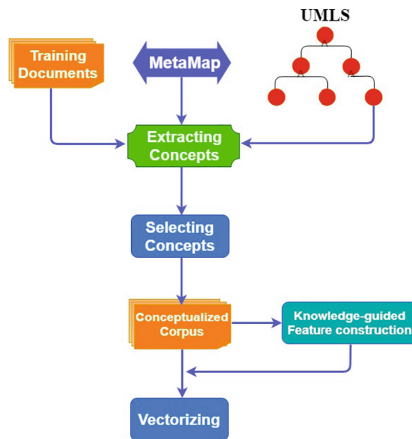 UMLS
Training
Documents
MetaMap
Extracting
Concepts
Selecting
Concepts
Conceptualized
Corpus
Knowledge-guided
Feature construction
Vectorizing